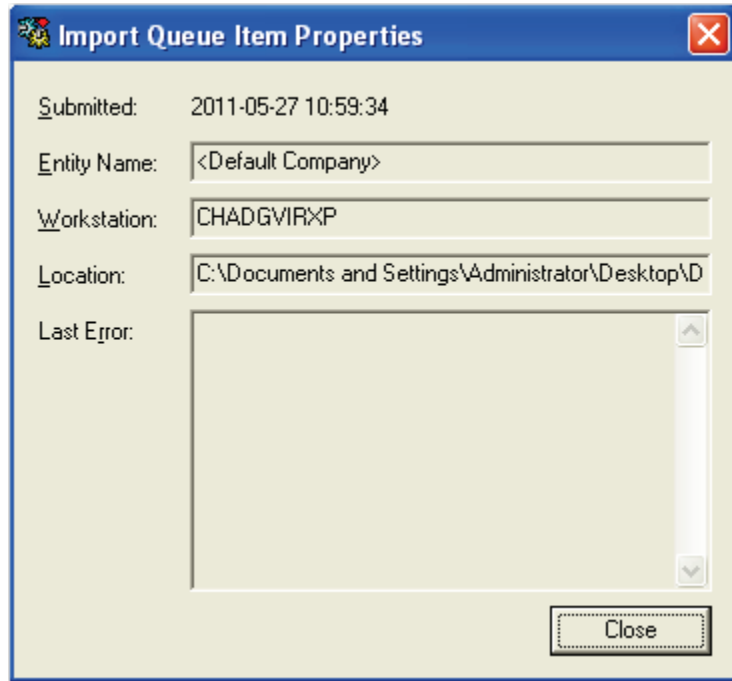 Import Queue Item Properties
Submitted: 2011-05-27 10:59:34
Entity Name: <Default Company>
Workstation: CHADGVIRXP
Location: C:\Documents and Settings\Administrator\Desktop\D
Last Error:
Close